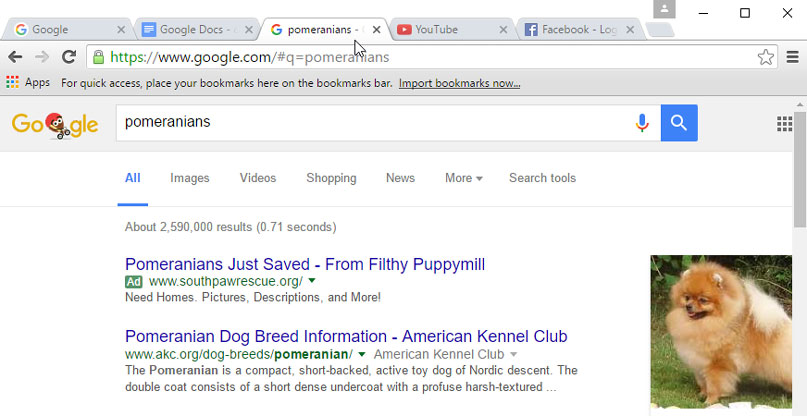 Google
Google Docs - c
pomeranians -
YouTube
Facebook - Log
https://www.google.com/#q=pomeranians
Apps For quick access, place your bookmarks here on the bookmarks bar. Import bookmarks now...
Google
pomeranians
All Images Videos Shopping News More Search tools
About 2,590,000 results (0.71 seconds)
Pomeranians Just Saved - From Filthy Puppymill
Ad www.southpawrescue.org/
Need Homes. Pictures, Descriptions, and More!
Pomeranian Dog Breed Information - American Kennel Club
www.akc.org/dog-breeds/pomeranian/ American Kennel Club
The Pomeranian is a compact, short-backed, active toy dog of Nordic descent. The
double coat consists of a short dense undercoat with a profuse harsh-textured ...